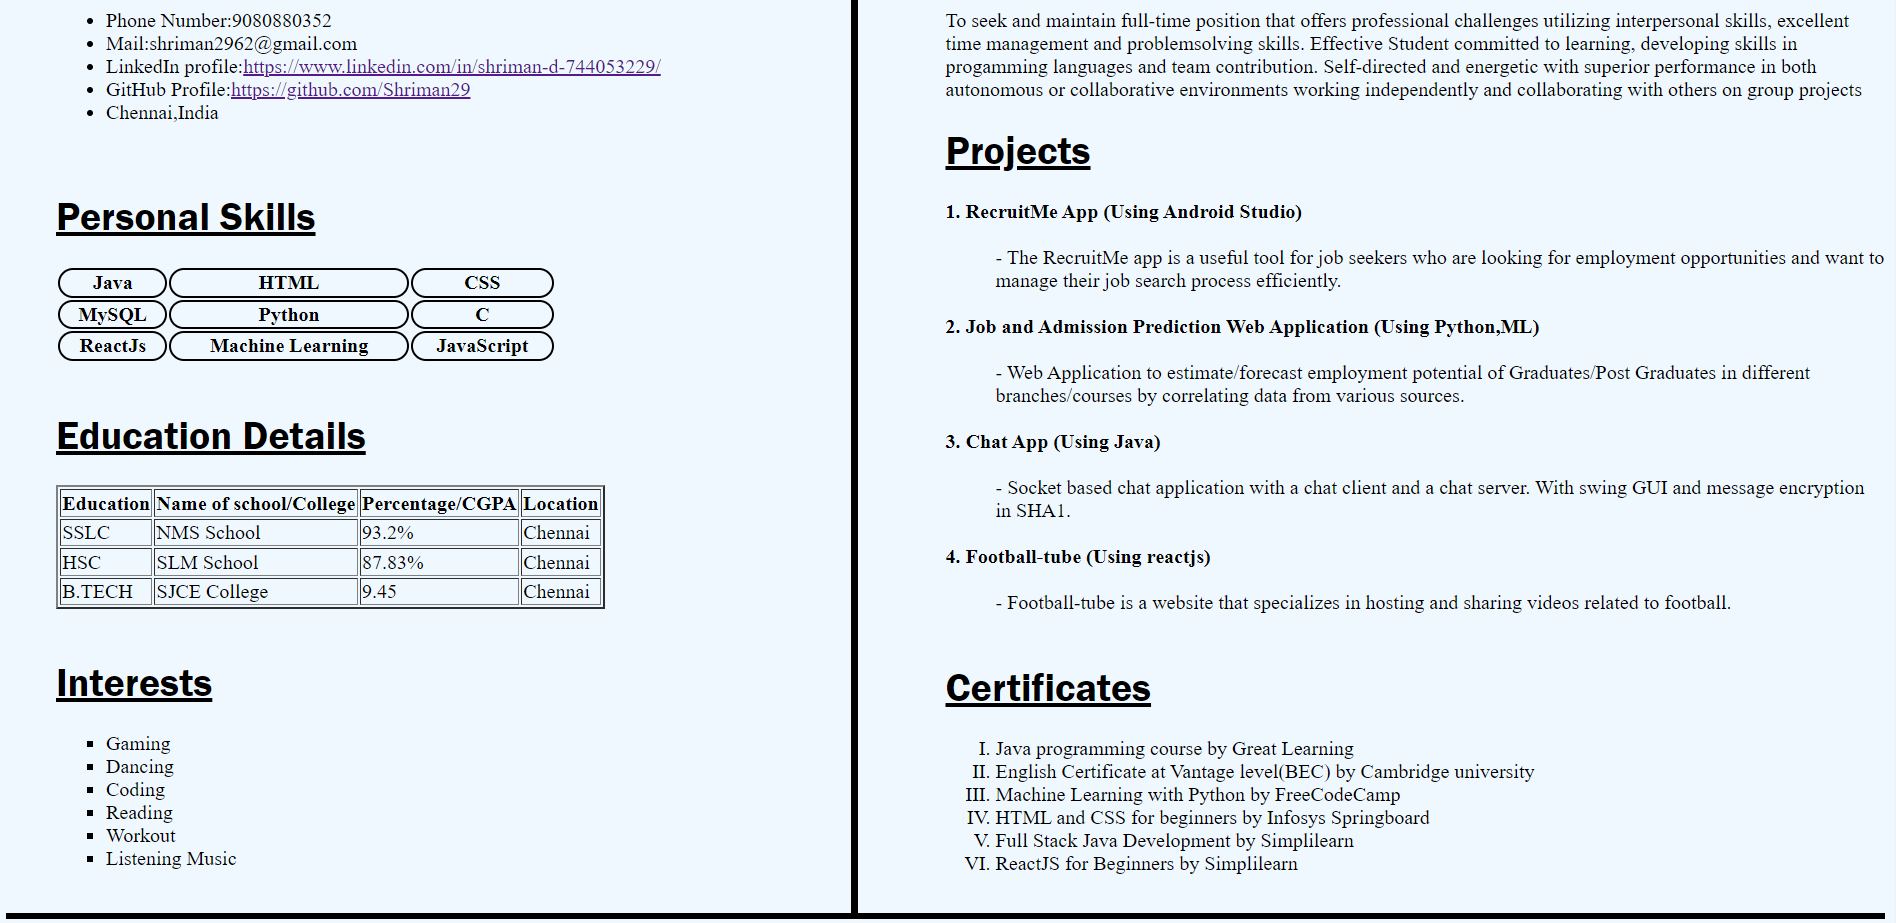 Phone Number:9080880352
Mail:shriman2962@gmail.com
LinkedIn profile:https://www.linkedin.com/in/shriman-d-744053229/
GitHub Profile:https://github.com/Shriman29
Chennai,India
Personal Skills
Java HTML CSS
MySQL Python C
ReactJs Machine Learning JavaScript
Education Details
Education Name of school/College Percentage/CGPA Location
SSLC NMS School 93.2% Chennai
HSC SLM School 87.83% Chennai
B.TECH SJCE College 9.45 Chennai
Interests
Gaming
Dancing
Coding
Reading
Workout
Listening Music
To seek and maintain full-time position that offers professional challenges utilizing interpersonal skills, excellent
time management and problemsolving skills. Effective Student committed to learning, developing skills in
progamming languages and team contribution. Self-directed and energetic with superior performance in both
autonomous or collaborative environments working independently and collaborating with others on group projects
Projects
1. RecruitMe App (Using Android Studio)
- The RecruitMe app is a useful tool for job seekers who are looking for employment opportunities and want to
manage their job search process efficiently.
2. Job and Admission Prediction Web Application (Using Python,ML)
- Web Application to estimate/forecast employment potential of Graduates/Post Graduates in different
branches/courses by correlating data from various sources.
3. Chat App (Using Java)
- Socket based chat application with a chat client and a chat server. With swing GUI and message encryption
in SHA1.
4. Football-tube (Using reactjs)
- Football-tube is a website that specializes in hosting and sharing videos related to football.
Certificates
I. Java programming course by Great Learning
II. English Certificate at Vantage level(BEC) by Cambridge university
III. Machine Learning with Python by FreeCodeCamp
IV. HTML and CSS for beginners by Infosys Springboard
V. Full Stack Java Development by Simplilearn
VI. ReactJS for Beginners by Simplilearn